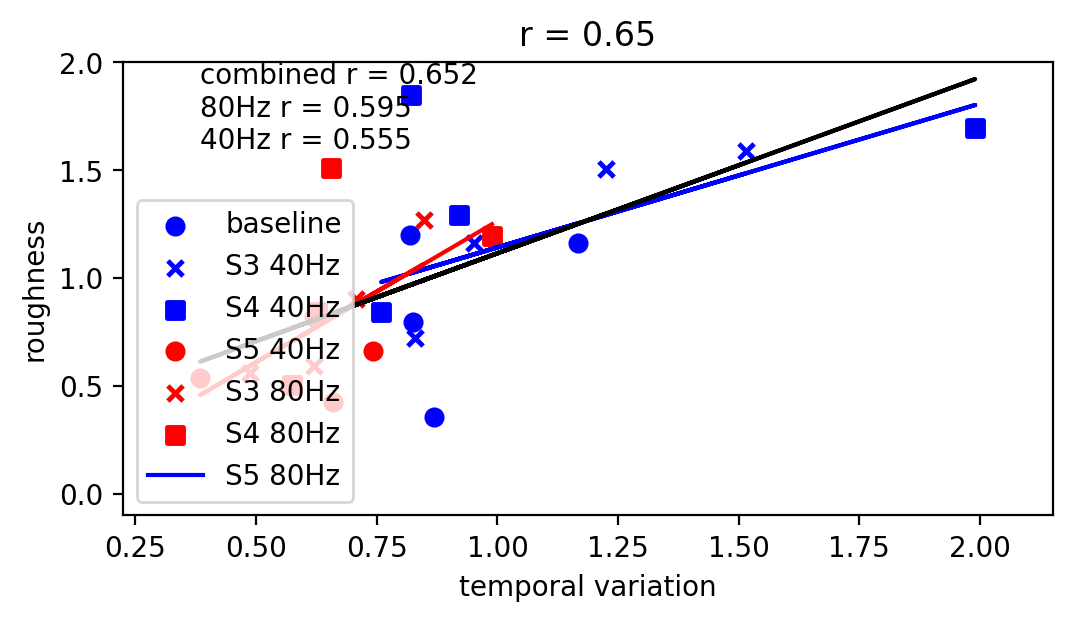 r = 0.65
combined r = 0.652
80Hz r = 0.595
40Hz r = 0.555
2.0
1.5
1.0
0.5
0.0
roughness
baseline
S3 40Hz
S4 40Hz
S5 40Hz
S3 80Hz
S4 80Hz
S5 80Hz
0.25 0.50 0.75 1.00 1.25 1.50 1.75 2.00
temporal variation